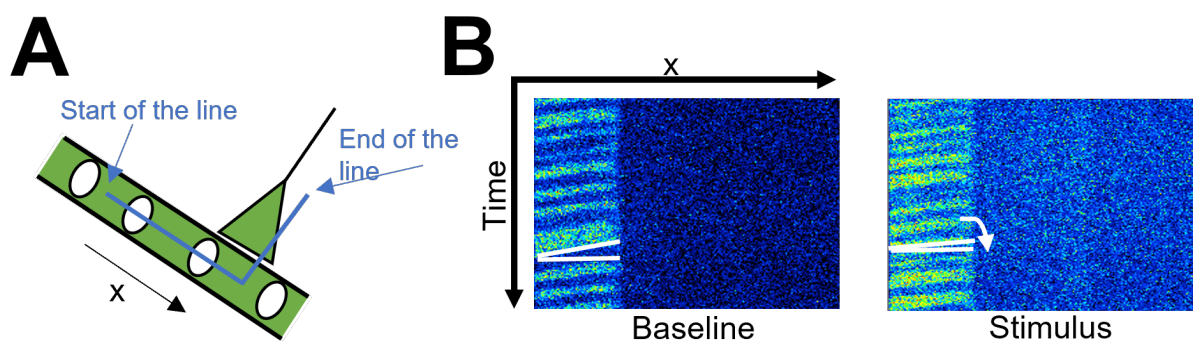 A
Start of the line
End of the
line
x
B
x
Time
Baseline
Stimulus